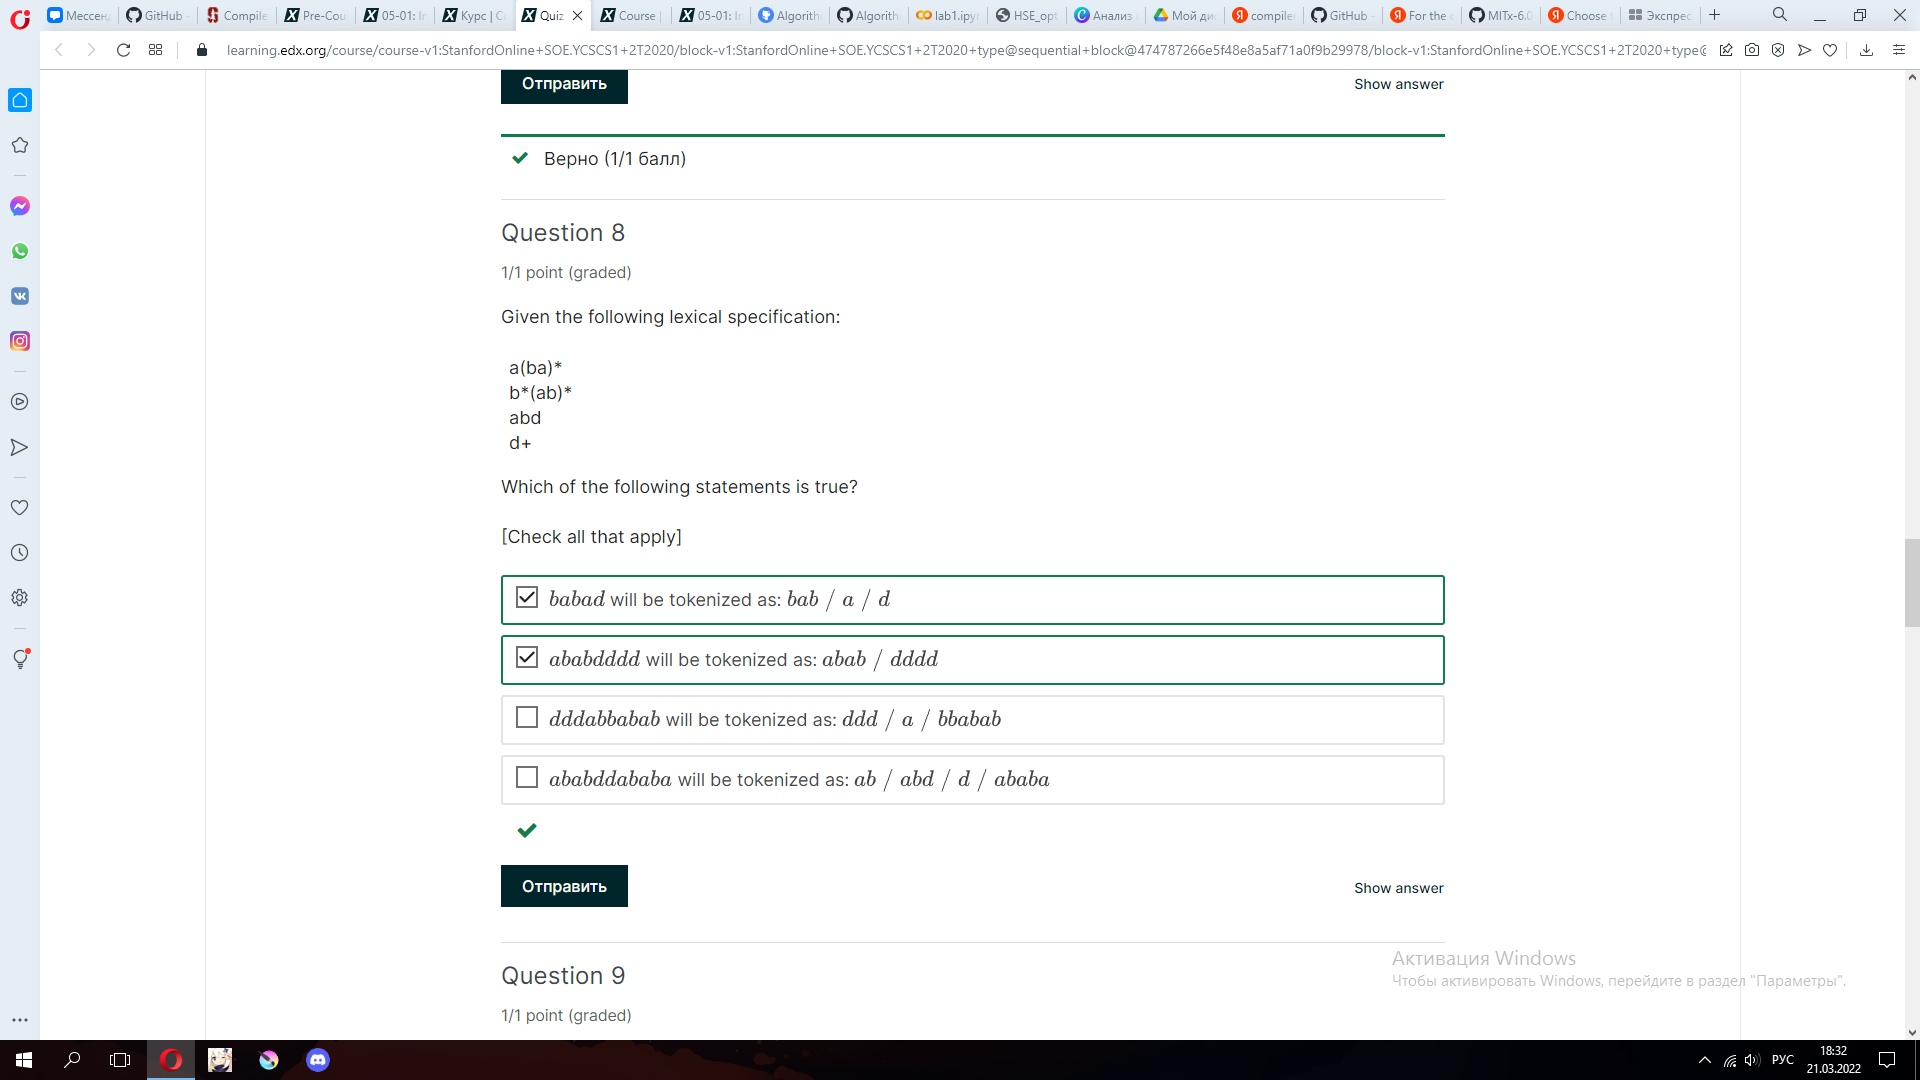 Мессен GitHub Compile Pre-Cou 05-01: Ir Курс | С Quiz Course 05-01: Ir Algorith Algorith lab1.ipyn HSE_opt Анализ Мой ди compile GitHub For the MITx-6.0 Choose Экспрес
learning.edx.org/course/course-v1:StanfordOnline+SOE.YCSCS1+2T2020/block-v1:StanfordOnline+SOE.YCSCS1+2T2020+type@sequential+block@474787266e5f48e8a5af71a0f9b29978/block-v1:StanfordOnline+SOE.YCSCS1+2T2020+type@
Отправить Show answer
Верно (1/1 балл)
Question 8
1/1 point (graded)
Given the following lexical specification:
a(ba)*
b*(ab)*
abd
d+
Which of the following statements is true?
[Check all that apply]
babad will be tokenized as: bab / a / d
ababdddd will be tokenized as: abab / dddd
dddabbabab will be tokenized as: ddd / a / bbabab
ababddababa will be tokenized as: ab / abd / d / ababa
Отправить Show answer
Question 9
1/1 point (graded)
Активация Windows
Чтобы активировать Windows, перейдите в раздел "Параметры".
РУС 18:32
21.03.2022